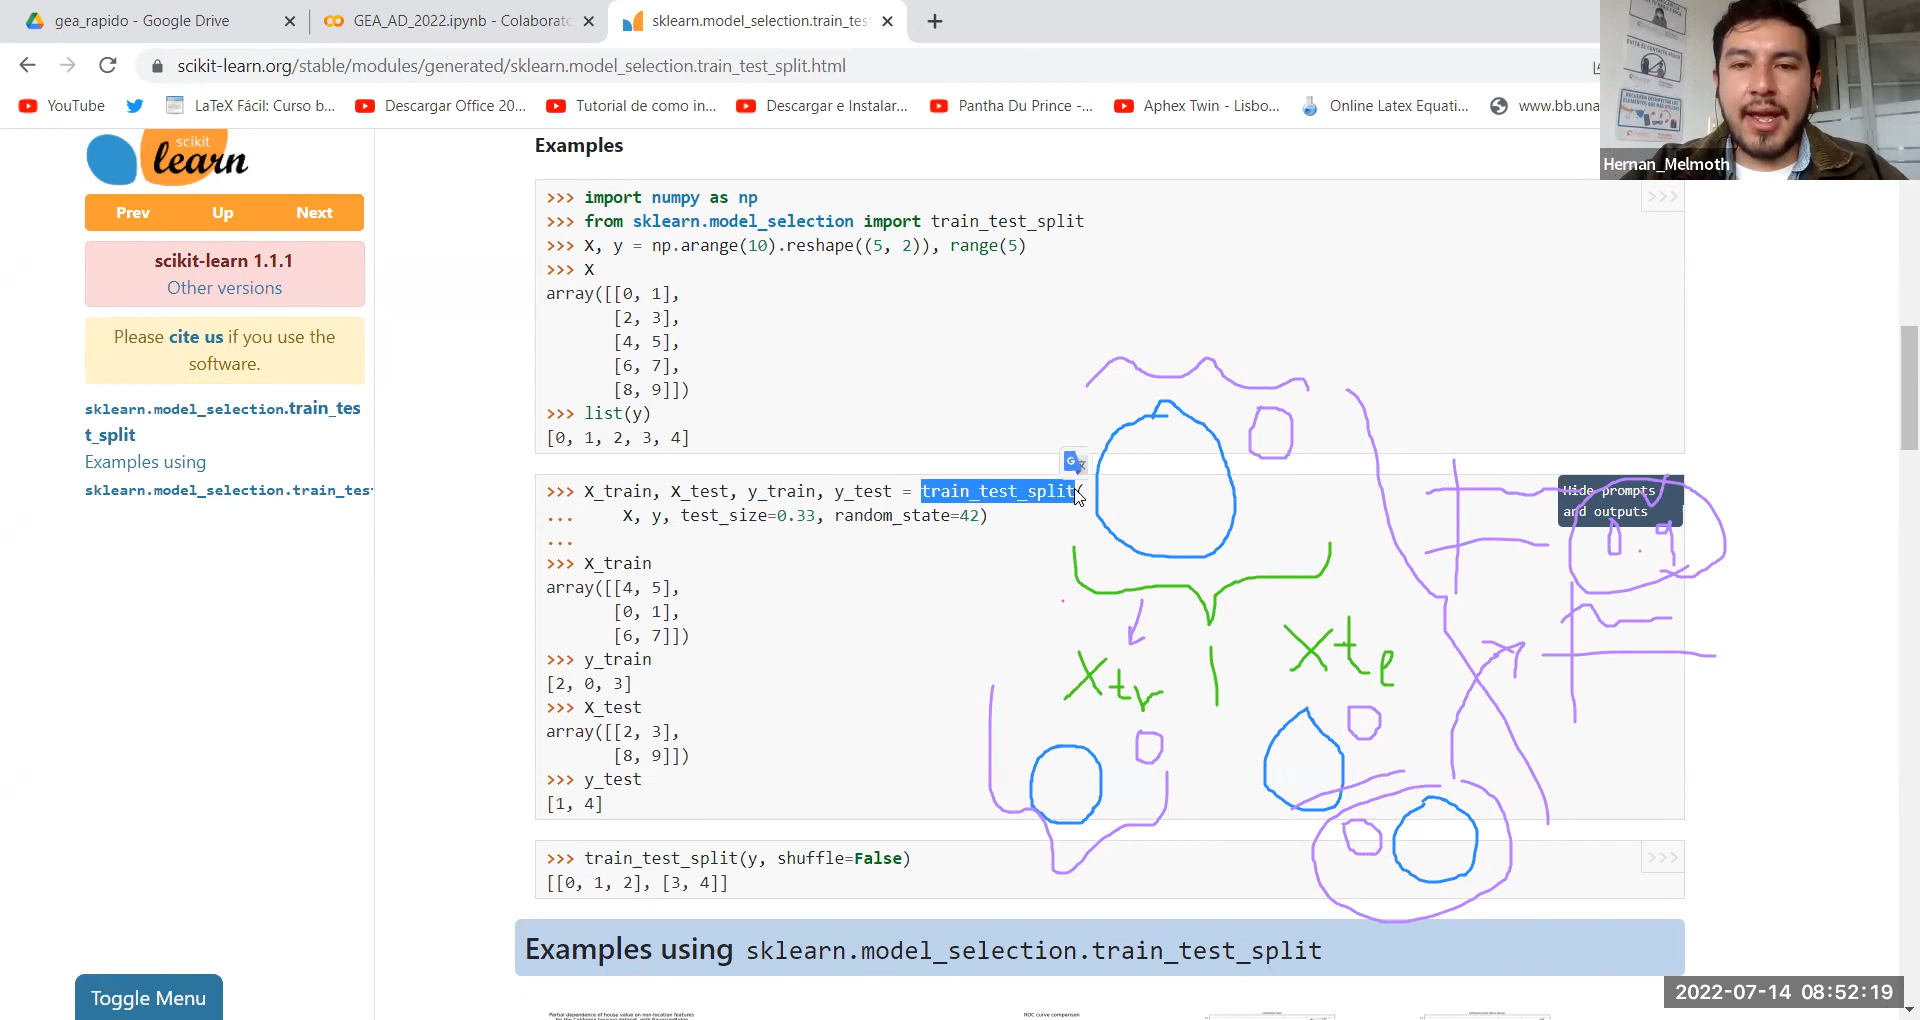 gea_rapido - Google Drive
GEA_AD_2022.ipynb - Colaborato
sklearn.model_selection.train_tes
scikit-learn.org/stable/modules/generated/sklearn.model_selection.train_test_split.html
YouTube
LaTeX Fácil: Curso b...
Descargar Office 20...
Tutorial de como in...
Descargar e Instalar...
Pantha Du Prince -...
Aphex Twin - Lisbo...
Online Latex Equati...
www.bb.una
Hernan_Melmoth
scikit
learn
Prev Up Next
scikit-learn 1.1.1
Other versions
Please cite us if you use the
software.
sklearn.model_selection.train_tes
t_split
Examples using
sklearn.model_selection.train_test
Examples
>>> import numpy as np
>>> from sklearn.model_selection import train_test_split
>>> X, y = np.arange(10).reshape((5, 2)), range(5)
>>> X
array([[0, 1],
[2, 3],
[4, 5],
[6, 7],
[8, 9]])
>>> list(y)
[0, 1, 2, 3, 4]
>>>
>>> X_train, X_test, y_train, y_test = train_test_split(
... X, y, test_size=0.33, random_state=42)
...
>>> X_train
array([[4, 5],
[0, 1],
[6, 7]])
>>> y_train
[2, 0, 3]
>>> X_test
array([[2, 3],
[8, 9]])
>>> y_test
[1, 4]
Hide prompts
and outputs
Xtr
Xte
>>> train_test_split(y, shuffle=False)
[[0, 1, 2], [3, 4]]
>>>
Examples using sklearn.model_selection.train_test_split
Toggle Menu
ROC curve comparison
2022-07-14 08:52:19